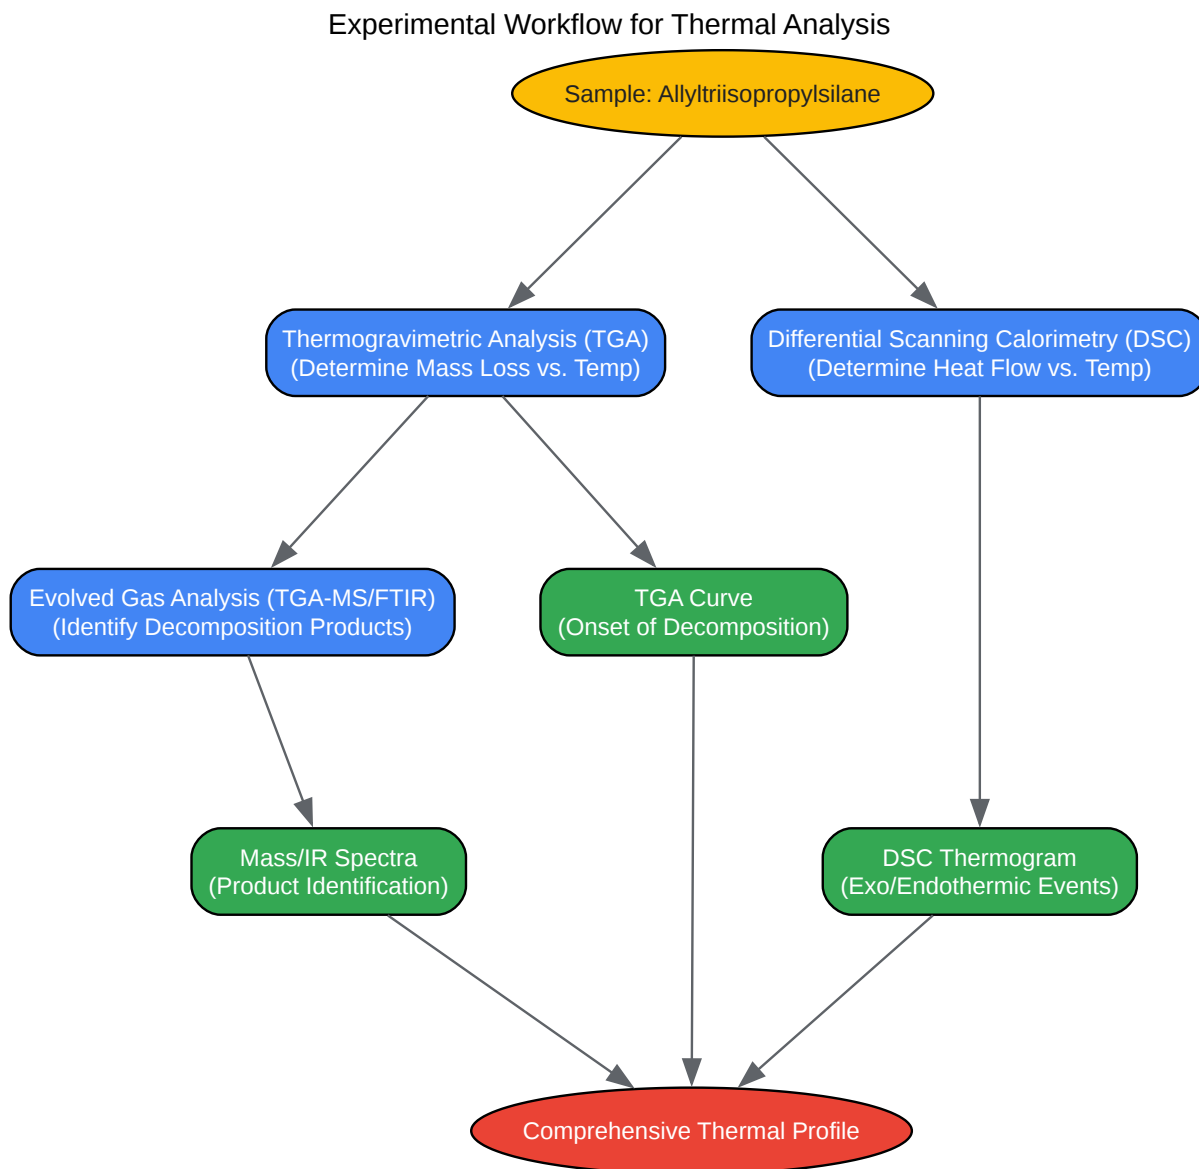 Experimental Workflow for Thermal Analysis
Sample: Allyltriisopropylsilane
Thermogravimetric Analysis (TGA)
(Determine Mass Loss vs. Temp)
Differential Scanning Calorimetry (DSC)
(Determine Heat Flow vs. Temp)
Evolved Gas Analysis (TGA-MS/FTIR)
(Identify Decomposition Products)
TGA Curve
(Onset of Decomposition)
Mass/IR Spectra
(Product Identification)
DSC Thermogram
(Exo/Endothermic Events)
Comprehensive Thermal Profile